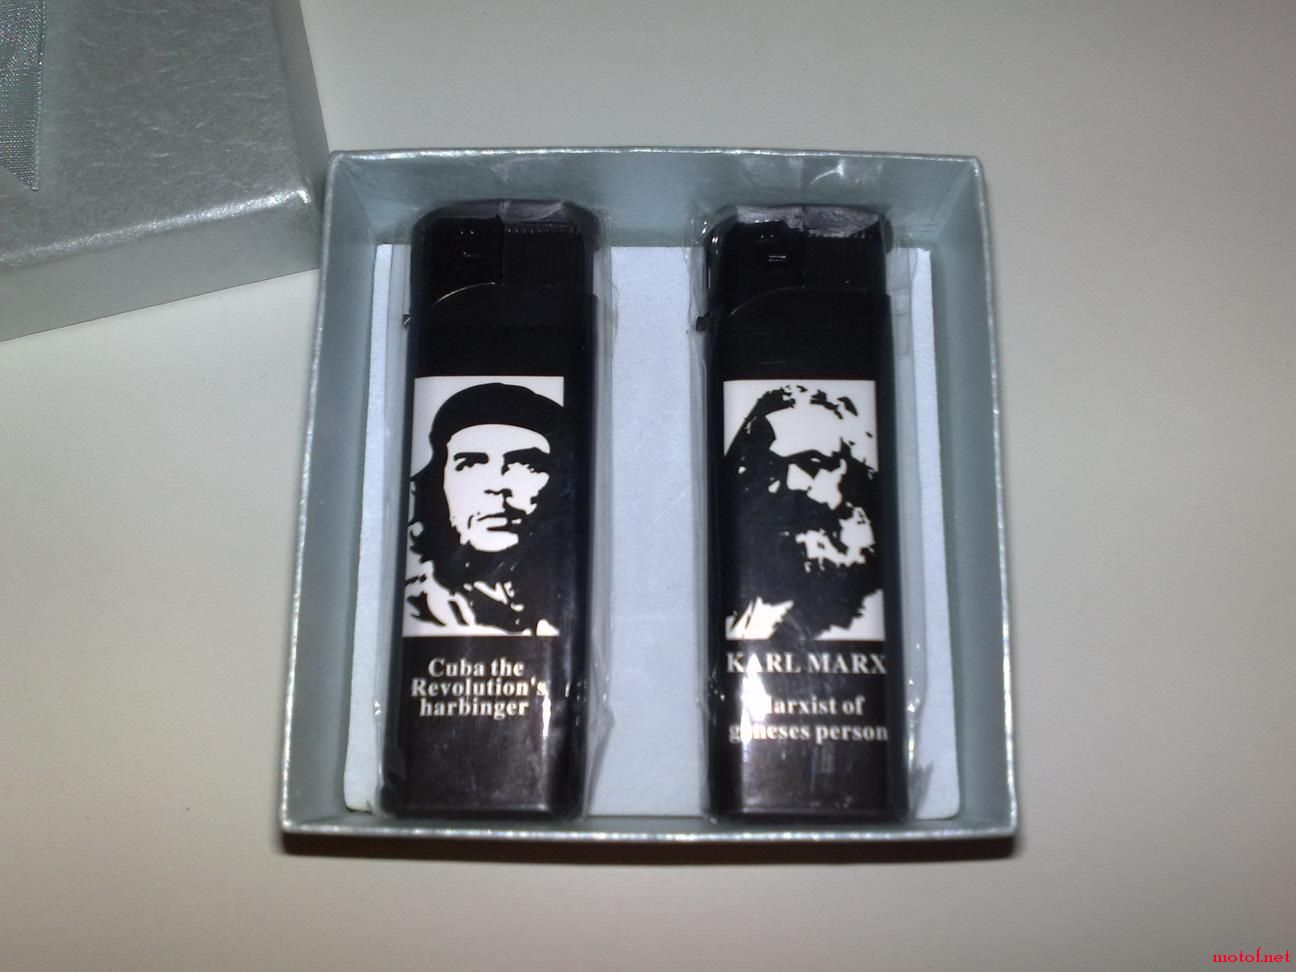 Cuba the
Revolution's
harbinger
KARL MARX
Marxist of
geneses person
motof.net